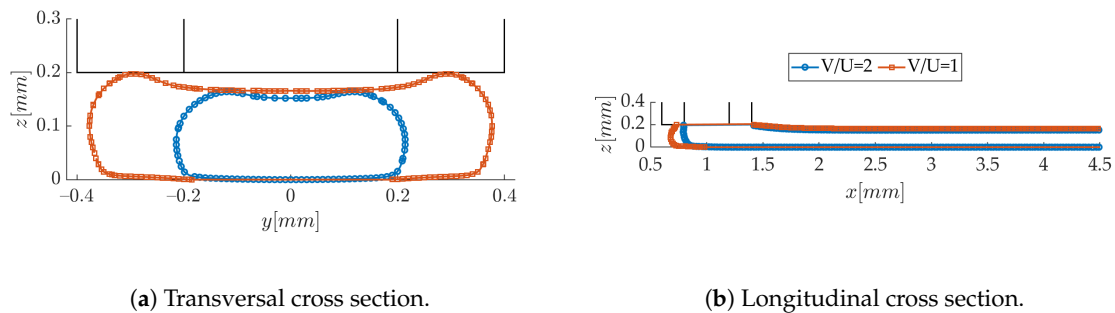 0.3
0.2
0.1
0
z[mm]
−0.4 −0.2 0 0.2 0.4
y[mm]
(a) Transversal cross section.
V/U=2 V/U=1
0.4
0.2
0
z[mm]
0.5 1 1.5 2 2.5 3 3.5 4 4.5
x[mm]
(b) Longitudinal cross section.